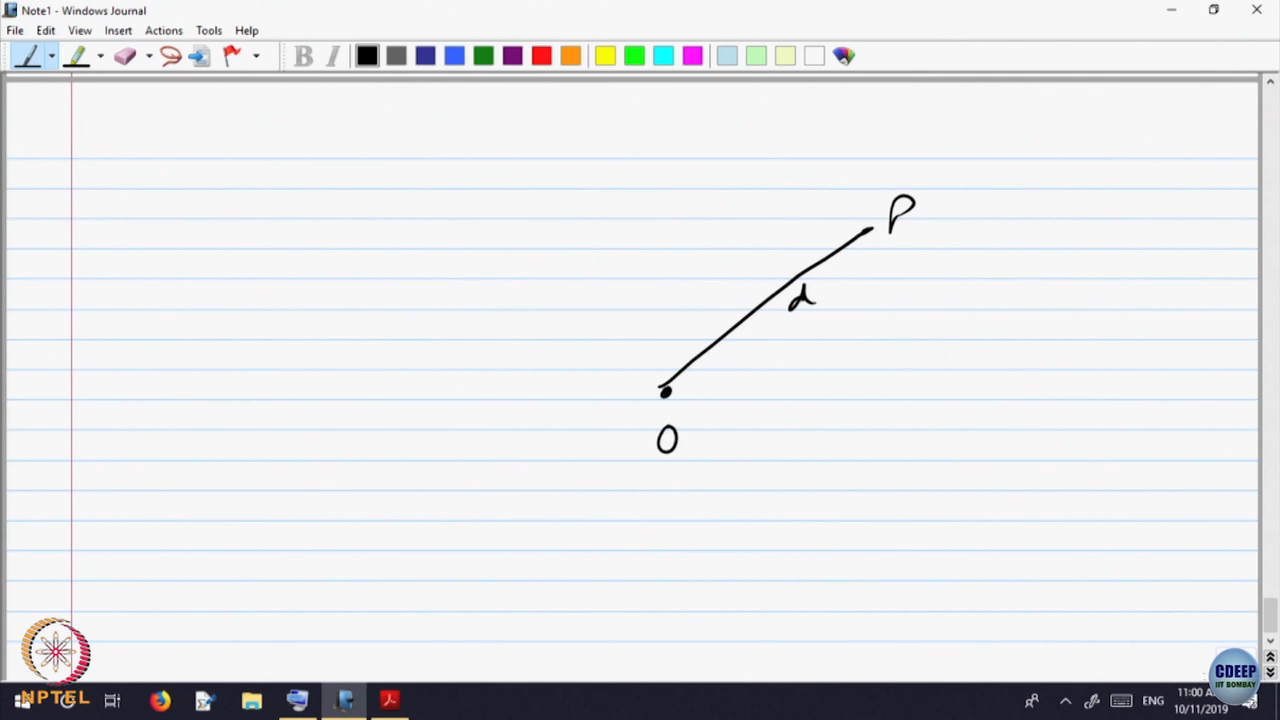 Note1 - Windows Journal
File Edit View Insert Actions Tools Help
B I
P
d
O
NPTEL
CDEEP
IIT BOMBAY
ENG
11:00 A
10/11/2019